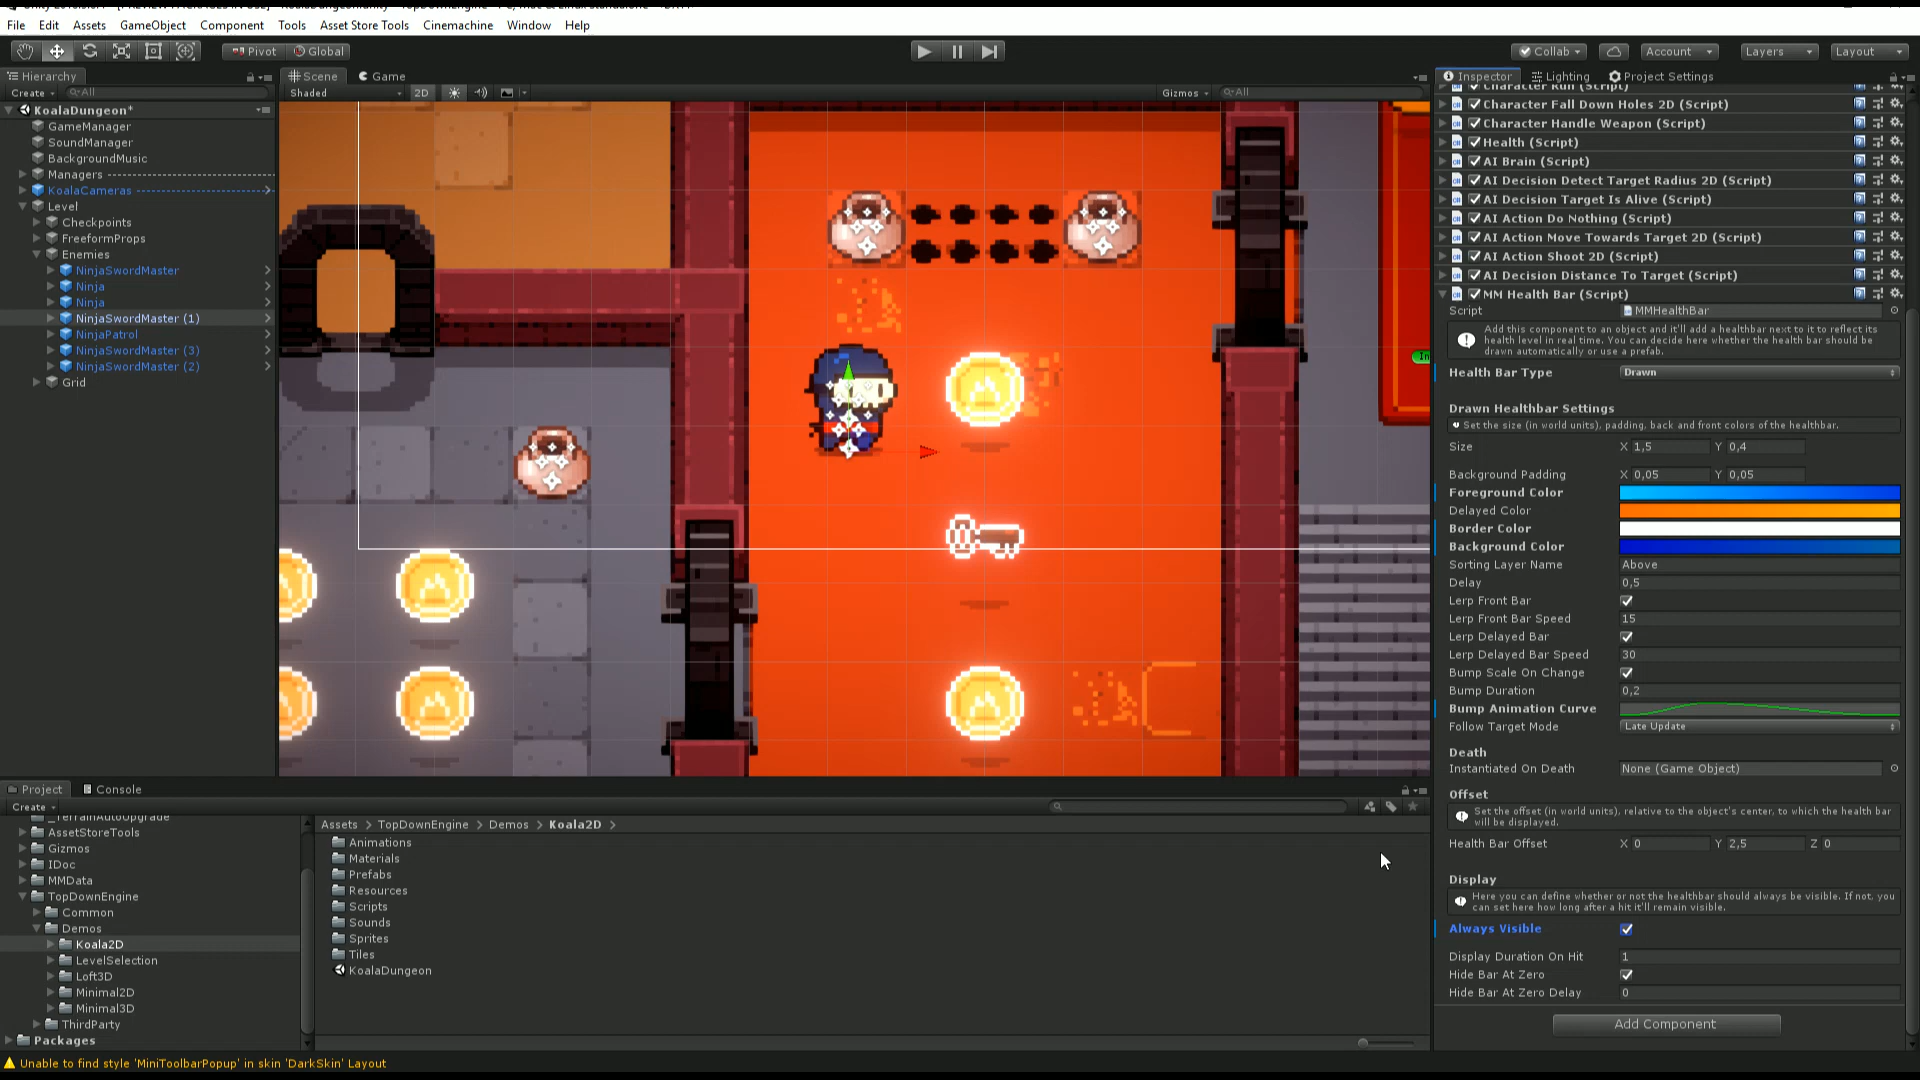 File Edit Assets GameObject Component Tools Asset Store Tools Cinemachine Window Help
Pivot Global Collab Account Layers Layout
Hierarchy
Create All
KoalaDungeon*
GameManager
SoundManager
BackgroundMusic
Managers
KoalaCameras
Level
Checkpoints
FreeformProps
Enemies
NinjaSwordMaster
Ninja
Ninja
NinjaSwordMaster (1)
NinjaPatrol
NinjaSwordMaster (3)
NinjaSwordMaster (2)
Grid
Scene Game
Shaded 2D Gizmos All
Inspector Lighting Project Settings
Character Run (Script)
Character Fall Down Holes 2D (Script)
Character Handle Weapon (Script)
Health (Script)
AI Brain (Script)
AI Decision Detect Target Radius 2D (Script)
AI Decision Target Is Alive (Script)
AI Action Do Nothing (Script)
AI Action Move Towards Target 2D (Script)
AI Action Shoot 2D (Script)
AI Decision Distance To Target (Script)
MM Health Bar (Script)
Script MMHealthBar
Add this component to an object and it'll add a healthbar next to it to reflect its
health level in real time. You can decide here whether the health bar should be
drawn automatically or use a prefab.
Health Bar Type Drawn
Drawn Healthbar Settings
Set the size (in world units), padding, back and front colors of the healthbar.
Size X 1,5 Y 0,4
Background Padding X 0,05 Y 0,05
Foreground Color
Delayed Color
Border Color
Background Color
Sorting Layer Name Above
Delay 0,5
Lerp Front Bar
Lerp Front Bar Speed 15
Lerp Delayed Bar
Lerp Delayed Bar Speed 30
Bump Scale On Change
Bump Duration 0,2
Bump Animation Curve
Follow Target Mode Late Update
Death
Instantiated On Death None (Game Object)
Offset
Set the offset (in world units), relative to the object's center, to which the health bar
will be displayed.
Health Bar Offset X 0 Y 2,5 Z 0
Display
Here you can define whether or not the healthbar should always be visible. If not, you
can set here how long after a hit it'll remain visible.
Always Visible
Display Duration On Hit 1
Hide Bar At Zero
Hide Bar At Zero Delay 0
Add Component
Project Console
Create
_TerrainAutoUpgrade
AssetStoreTools
Gizmos
IDoc
MMData
TopDownEngine
Common
Demos
Koala2D
LevelSelection
Loft3D
Minimal2D
Minimal3D
ThirdParty
Packages
Assets > TopDownEngine > Demos > Koala2D >
Animations
Materials
Prefabs
Resources
Scripts
Sounds
Sprites
Tiles
KoalaDungeon
Unable to find style 'MiniToolbarPopup' in skin 'DarkSkin' Layout